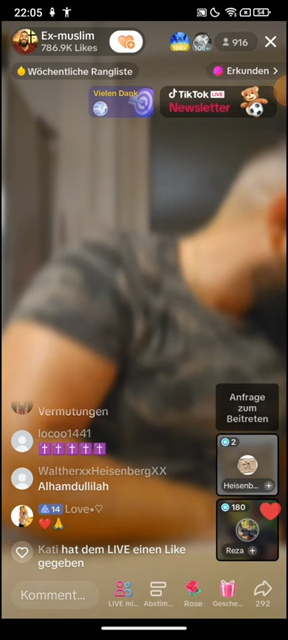 22:05
54
Ex-muslim
786.9K Likes
100+
916
Wöchentliche Rangliste
Erkunden
Vielen Dank
TikTok LIVE
Newsletter
Vermutungen
locoo1441
✝️✝️✝️✝️✝️
WaltherxxHeisenbergXX
Alhamdullilah
14 Love•♡
❤️🙏
Kati hat dem LIVE einen Like
gegeben
Anfrage
zum
Beitreten
2
Heisenb...
180
Reza
Komment...
LIVE mi...
Abstim...
Rose
Gesche...
292